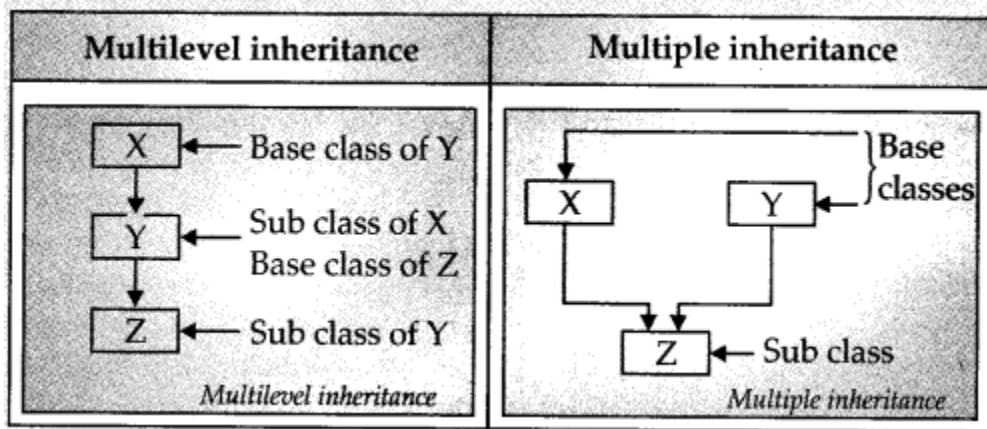 Multilevel inheritance
Multiple inheritance
X
Base class of Y
Y
Sub class of X
Base class of Z
Z
Sub class of Y
Multilevel inheritance
Base
classes
X
Y
Z
Sub class
Multiple inheritance